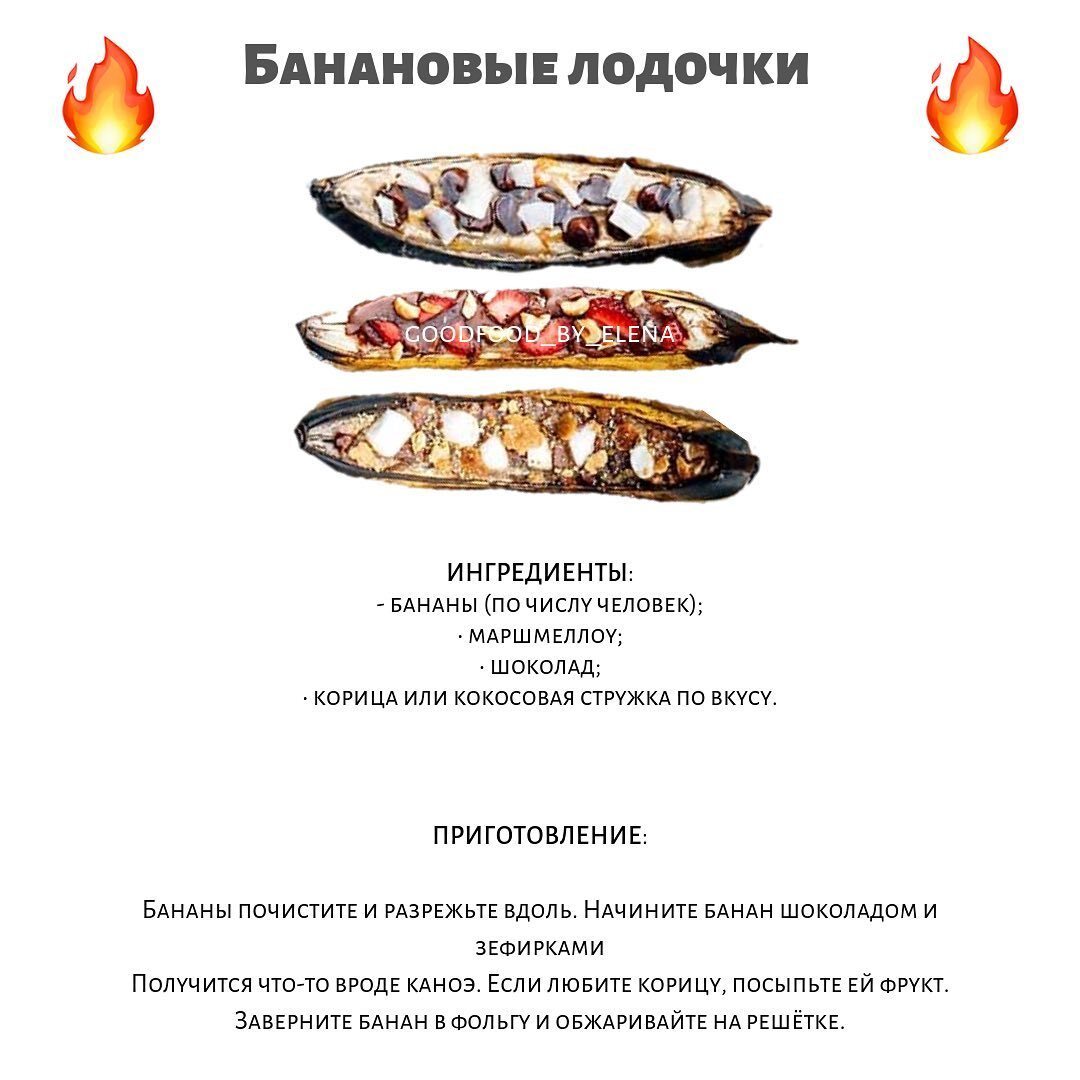 Банановые лодочки
GOODFOOD_BY_ELENA
ИНГРЕДИЕНТЫ:
- БАНАНЫ (ПО ЧИСЛУ ЧЕЛОВЕК);
· МАРШМЕЛЛОУ;
· ШОКОЛАД;
· КОРИЦА ИЛИ КОКОСОВАЯ СТРУЖКА ПО ВКУСУ.
ПРИГОТОВЛЕНИЕ:
Бананы почистите и разрежьте вдоль. Начините банан шоколадом и
зефирками
Получится что-то вроде каноэ. Если любите корицу, посыпьте ей фрукт.
Заверните банан в фольгу и обжаривайте на решётке.